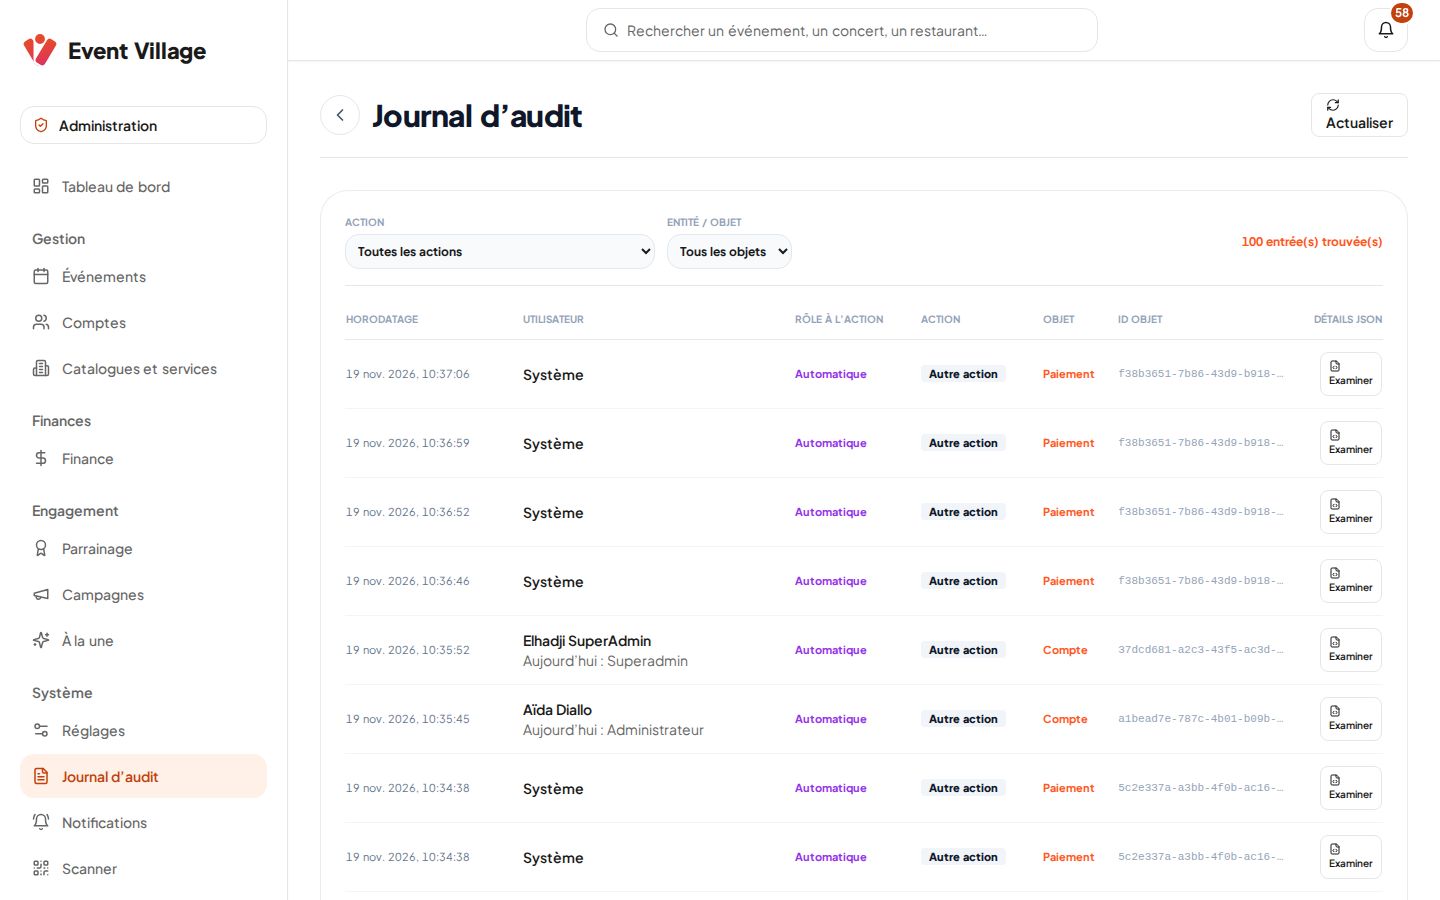 Event Village
Rechercher un événement, un concert, un restaurant...
58
Administration
Tableau de bord
Gestion
Événements
Comptes
Catalogues et services
Finances
Finance
Engagement
Parrainage
Campagnes
À la une
Système
Réglages
Journal d'audit
Notifications
Scanner
Journal d'audit
Actualiser
ACTION
ENTITÉ / OBJET
Toutes les actions
Tous les objets
100 entrée(s) trouvée(s)
HORODATAGE UTILISATEUR RÔLE À L'ACTION ACTION OBJET ID OBJET DÉTAILS JSON
19 nov. 2026, 10:37:06 Système Automatique Autre action Paiement f38b3651-7b86-43d9-b918-… Examiner
19 nov. 2026, 10:36:59 Système Automatique Autre action Paiement f38b3651-7b86-43d9-b918-… Examiner
19 nov. 2026, 10:36:52 Système Automatique Autre action Paiement f38b3651-7b86-43d9-b918-… Examiner
19 nov. 2026, 10:36:46 Système Automatique Autre action Paiement f38b3651-7b86-43d9-b918-… Examiner
19 nov. 2026, 10:35:52 Elhadji SuperAdmin Automatique Autre action Compte 37dcd681-a2c3-43f5-ac3d-… Examiner
Aujourd'hui : Superadmin
19 nov. 2026, 10:35:45 Aïda Diallo Automatique Autre action Compte a1bead7e-787c-4b01-b09b-… Examiner
Aujourd'hui : Administrateur
19 nov. 2026, 10:34:38 Système Automatique Autre action Paiement 5c2e337a-a3bb-4f0b-ac16-… Examiner
19 nov. 2026, 10:34:38 Système Automatique Autre action Paiement 5c2e337a-a3bb-4f0b-ac16-… Examiner